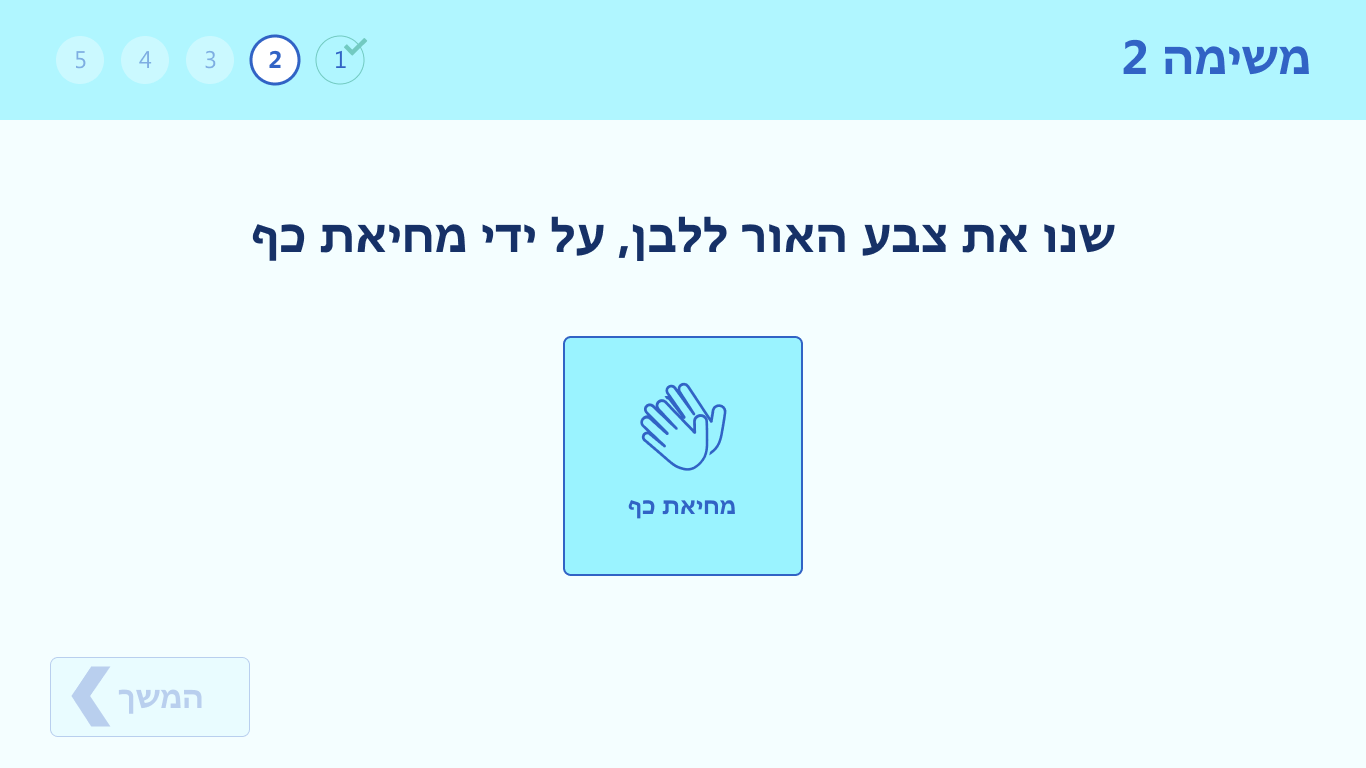 משימה 2
1 2 3 4 5
שנו את צבע האור ללבן, על ידי מחיאת כף
מחיאת כף
המשך